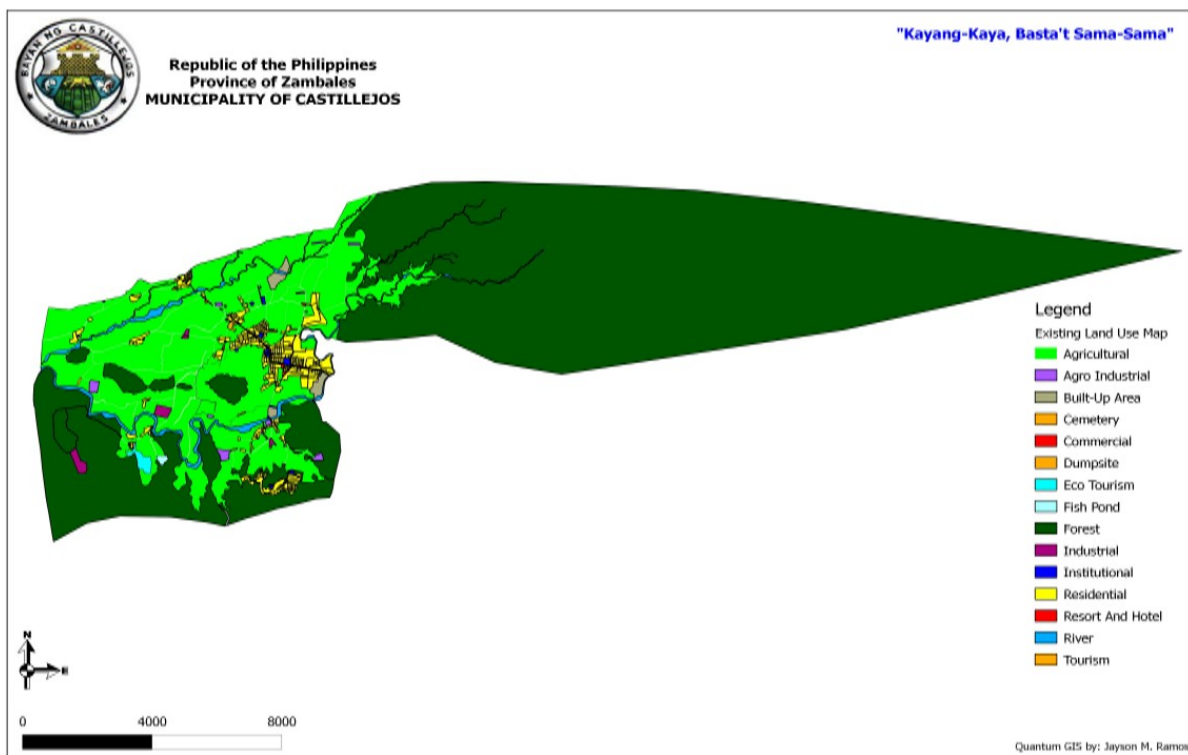 BAYAN NG CASTILLEJOS
ZAMBALES
Republic of the Philippines
Province of Zambales
MUNICIPALITY OF CASTILLEJOS
"Kayang-Kaya, Basta't Sama-Sama"
Legend
Existing Land Use Map
Agricultural
Agro Industrial
Built-Up Area
Cemetery
Commercial
Dumpsite
Eco Tourism
Fish Pond
Forest
Industrial
Institutional
Residential
Resort And Hotel
River
Tourism
N
E
0 4000 8000
Quantum GIS by: Jayson M. Ramos